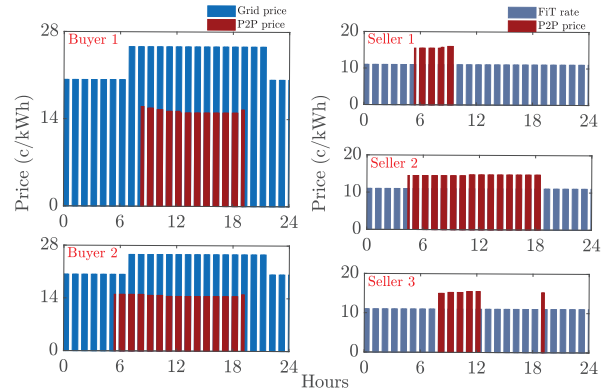 Grid price
P2P price
FiT rate
P2P price
Price (c/kWh)
28
14
0
Buyer 1
0 6 12 18 24
28
14
0
Buyer 2
0 6 12 18 24
Price (c/kWh)
20
10
0
Seller 1
0 6 12 18 24
20
10
0
Seller 2
0 6 12 18 24
20
10
0
Seller 3
0 6 12 18 24
Hours